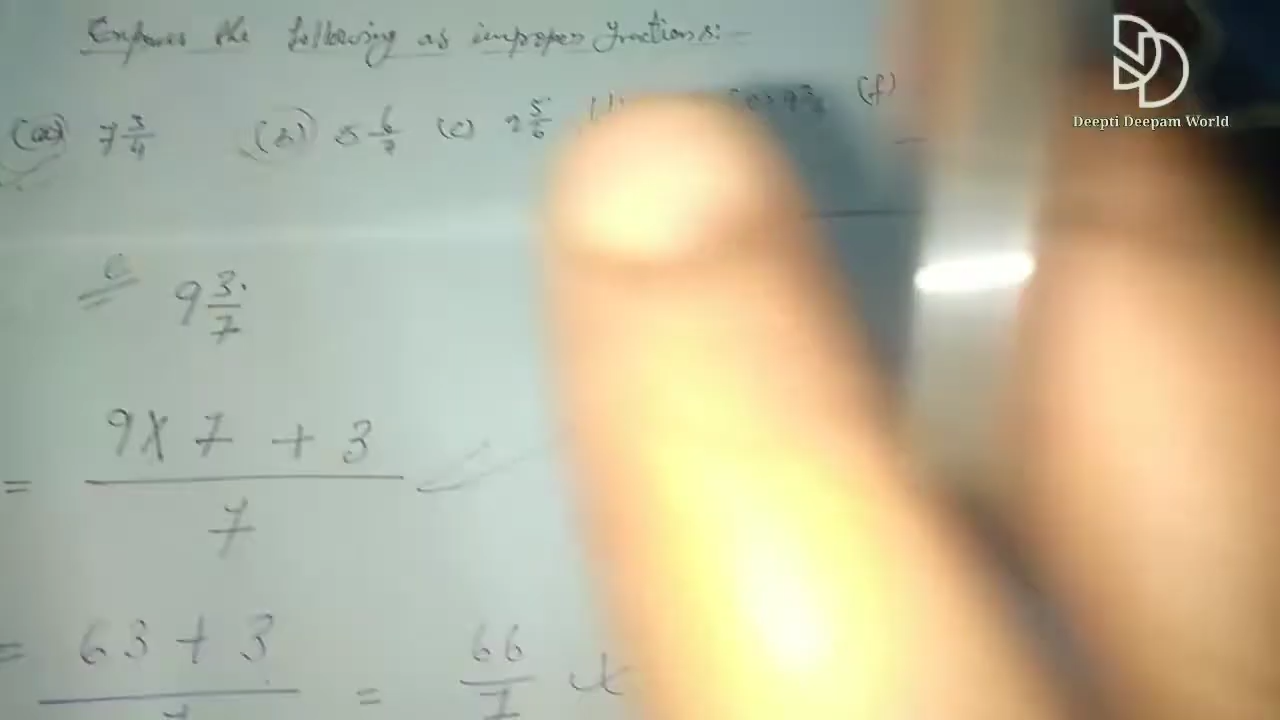 Express the following as improper fractions:-
(a) 7 3/4 (b) 5 6/7 (c) 2 5/6 (f)
Deepti Deepam World
e 9 3/7
= 9 X 7 + 3 / 7
= 63 + 3 / 7 = 66 / 7